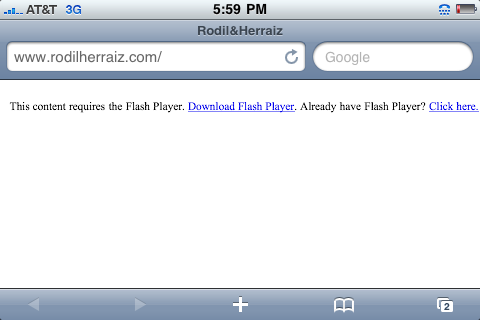 AT&T 3G 5:59 PM
Rodil&Herraiz
www.rodilherraiz.com/ Google
This content requires the Flash Player. Download Flash Player. Already have Flash Player? Click here.
2